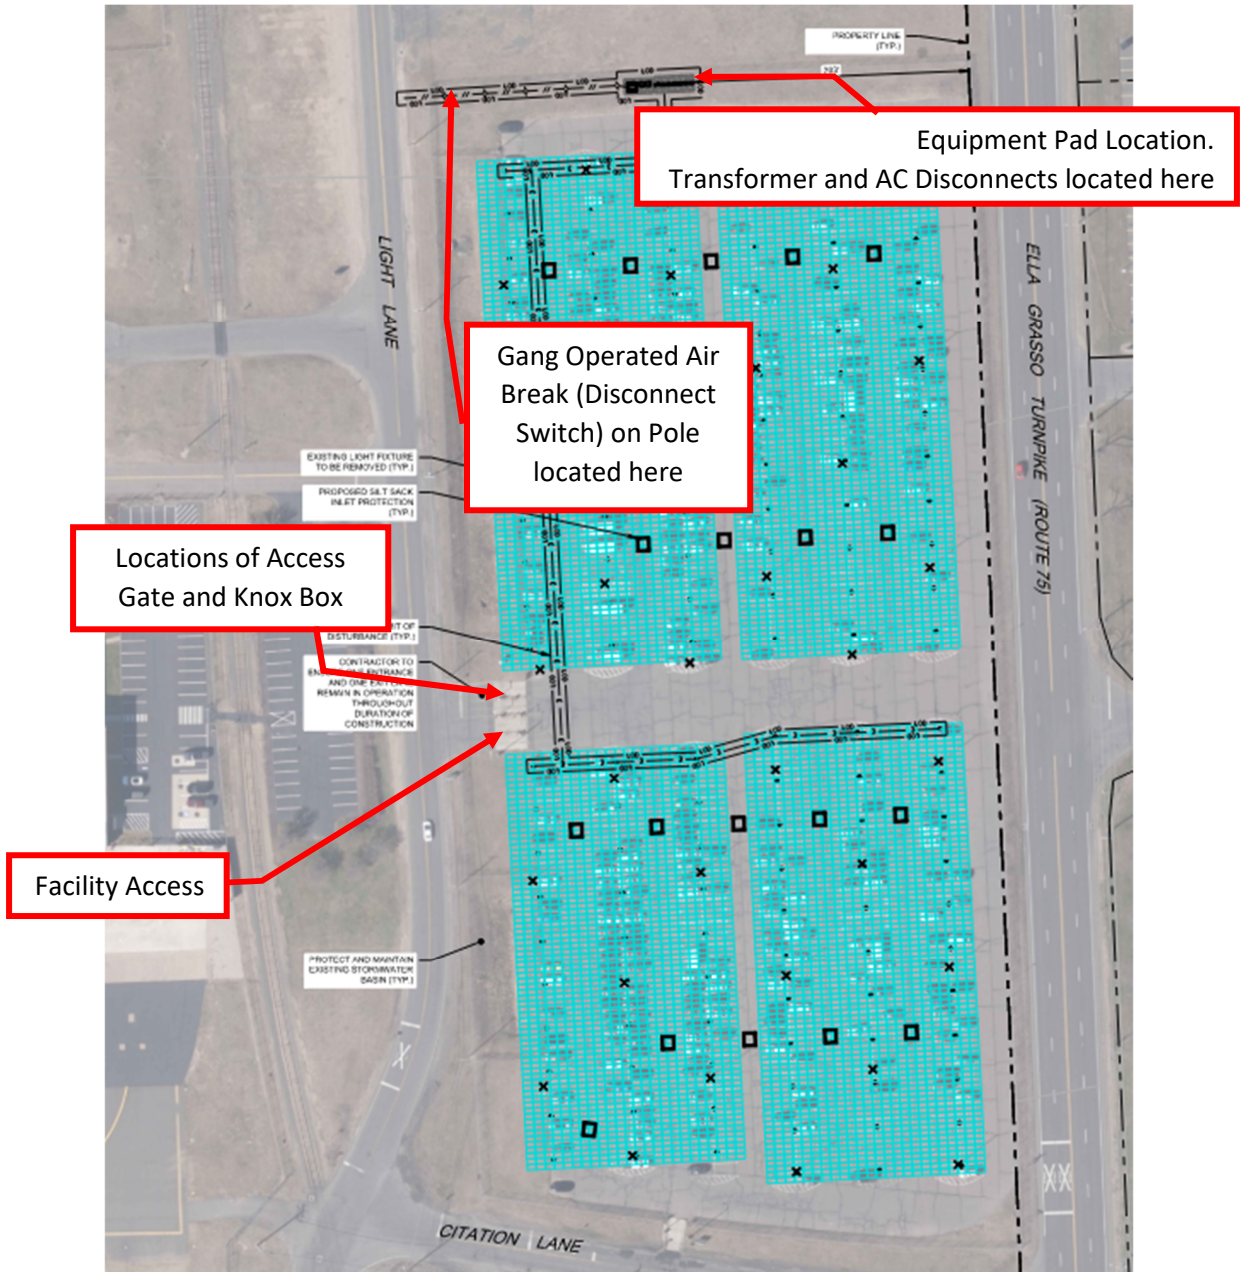 PROPERTY LINE
(TYP.)
Equipment Pad Location.
Transformer and AC Disconnects located here
LIGHT LANE
ELLA GRASSO TURNPIKE (ROUTE 75)
Gang Operated Air
Break (Disconnect
Switch) on Pole
located here
EXISTING LIGHT FIXTURE
TO BE REMOVED (TYP.)
PROPOSED SILT SACK
INLET PROTECTION
(TYP.)
Locations of Access
Gate and Knox Box
DISTURBANCE (TYP.)
CONTRACTOR TO
ENTRANCE
AND ONE
REMAIN IN OPERATION
THROUGHOUT
DURATION OF
CONSTRUCTION
Facility Access
PROTECT AND MAINTAIN
EXISTING STORMWATER
BASIN (TYP.)
CITATION LANE